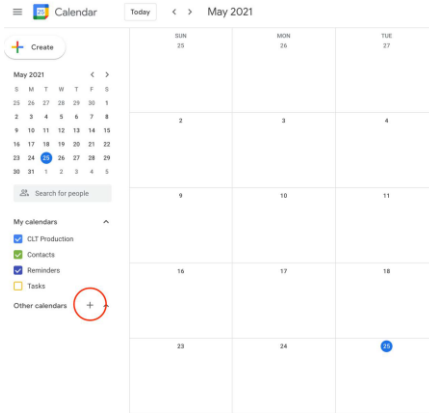 Calendar Today May 2021
Create
SUN MON TUE
25 26 27
May 2021
S M T W T F S
25 26 27 28 29 30 1
2 3 4 5 6 7 8
9 10 11 12 13 14 15
16 17 18 19 20 21 22
23 24 25 26 27 28 29
30 31 1 2 3 4 5
Search for people
My calendars
CLT Production
Contacts
Reminders
Tasks
Other calendars
2 3 4
9 10 11
16 17 18
23 24 25